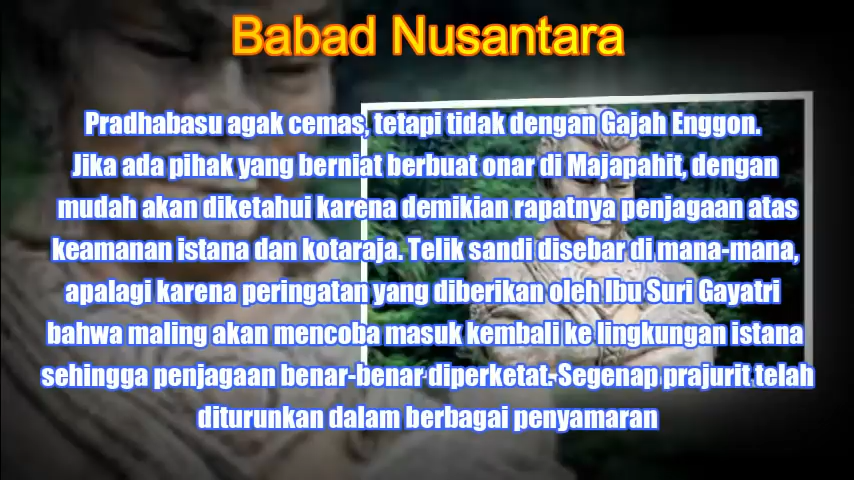 Babad Nusantara
Pradhabasu agak cemas, tetapi tidak dengan Gajah Enggon.
Jika ada pihak yang berniat berbuat onar di Majapahit, dengan
mudah akan diketahui karena demikian rapatnya penjagaan atas
keamanan istana dan kotaraja. Telik sandi disebar di mana-mana,
apalagi karena peringatan yang diberikan oleh Ibu Suri Gayatri
bahwa maling akan mencoba masuk kembali ke lingkungan istana
sehingga penjagaan benar-benar diperketat. Segenap prajurit telah
diturunkan dalam berbagai penyamaran